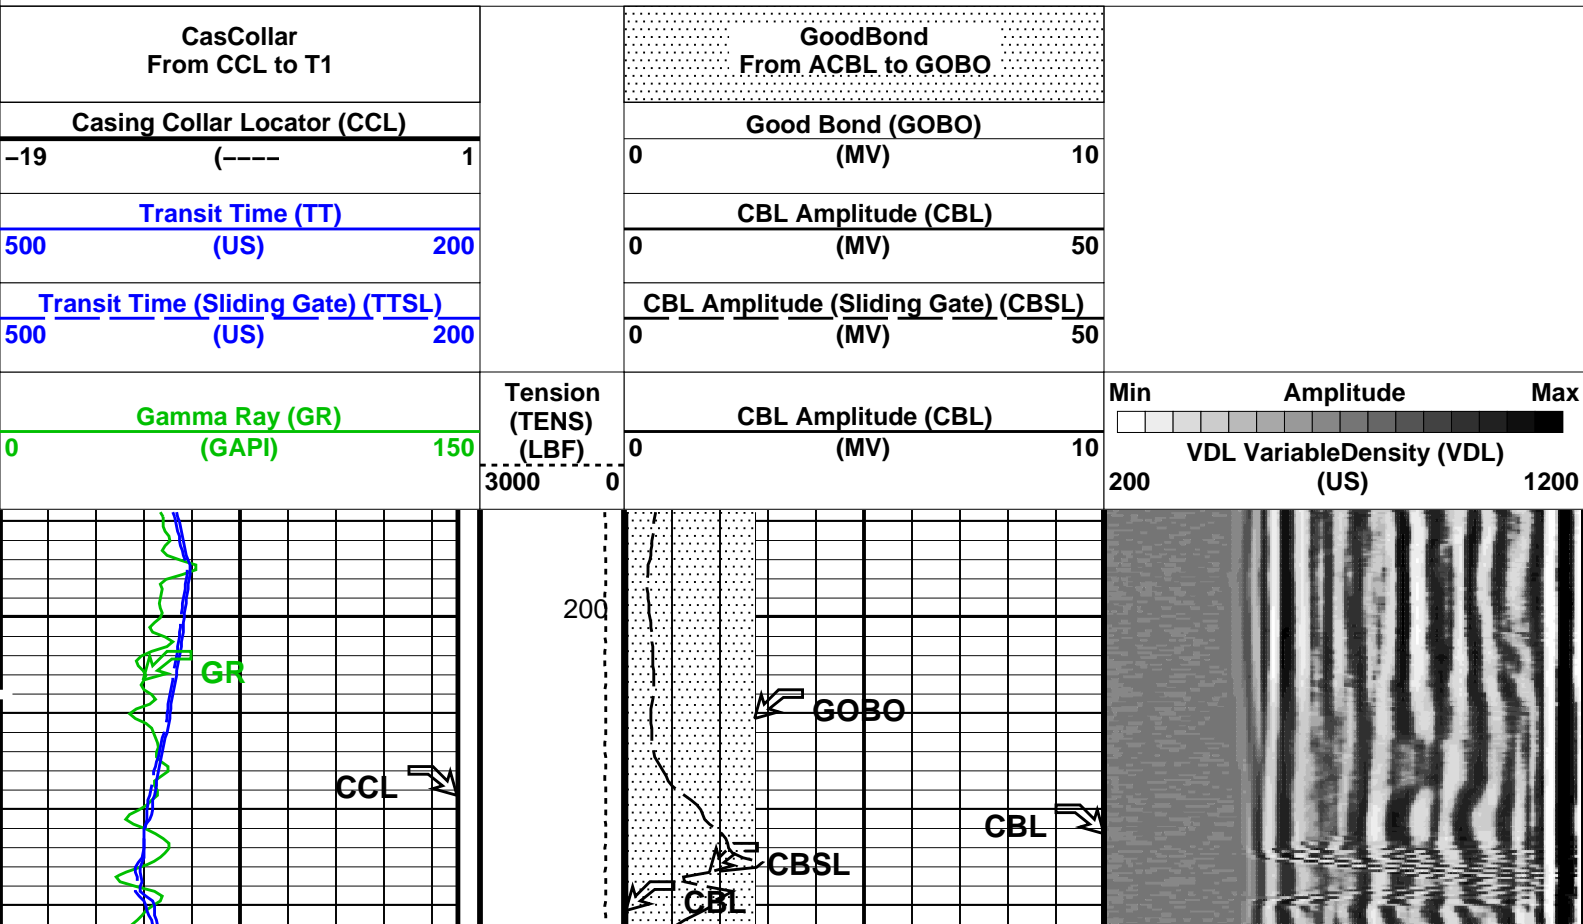 CasCollar
From CCL to T1
GoodBond
From ACBL to GOBO
Casing Collar Locator (CCL)
−19 (−−−− 1
Good Bond (GOBO)
0 (MV) 10
Transit Time (TT)
500 (US) 200
CBL Amplitude (CBL)
0 (MV) 50
Transit Time (Sliding Gate) (TTSL)
500 (US) 200
CBL Amplitude (Sliding Gate) (CBSL)
0 (MV) 50
Gamma Ray (GR)
0 (GAPI) 150
Tension
(TENS)
(LBF)
3000 0
CBL Amplitude (CBL)
0 (MV) 10
Min Amplitude Max
VDL VariableDensity (VDL)
200 (US) 1200
200
GR
GOBO
CCL
CBL
CBSL
CBL